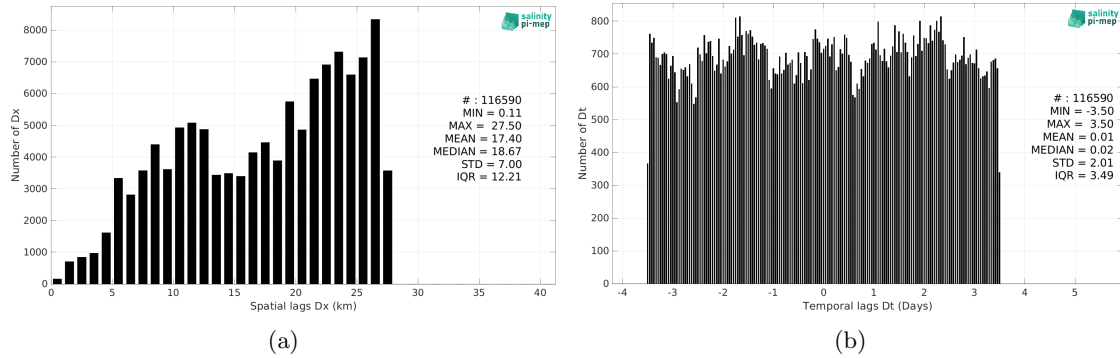 salinity
pi-mep
8000
7000
6000
5000
4000
3000
2000
1000
0
Number of Dx
# : 116590
MIN = 0.11
MAX = 27.50
MEAN = 17.40
MEDIAN = 18.67
STD = 7.00
IQR = 12.21
0 5 10 15 20 25 30 35 40
Spatial lags Dx (km)
(a)
salinity
pi-mep
800
700
600
500
400
300
200
100
0
Number of Dt
# : 116590
MIN = -3.50
MAX = 3.50
MEAN = 0.01
MEDIAN = 0.02
STD = 2.01
IQR = 3.49
-4 -3 -2 -1 0 1 2 3 4 5
Temporal lags Dt (Days)
(b)